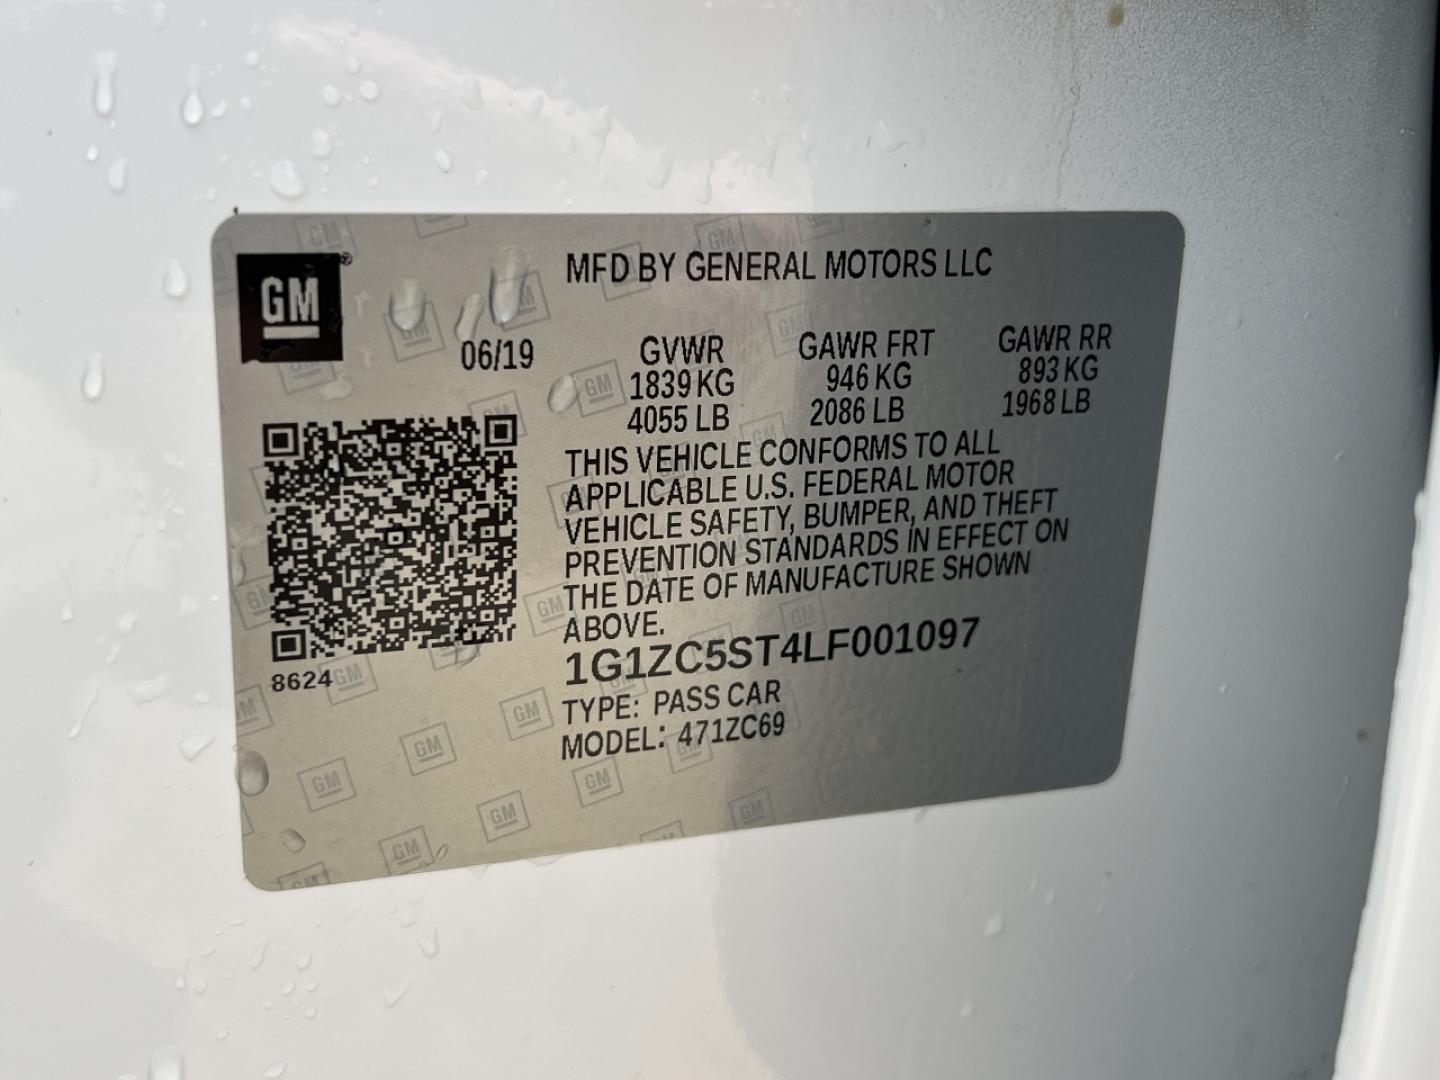 GM®
MFD BY GENERAL MOTORS LLC
06/19
GVWR GAWR FRT GAWR RR
1839 KG 946 KG 893 KG
4055 LB 2086 LB 1968 LB
THIS VEHICLE CONFORMS TO ALL
APPLICABLE U.S. FEDERAL MOTOR
VEHICLE SAFETY, BUMPER, AND THEFT
PREVENTION STANDARDS IN EFFECT ON
THE DATE OF MANUFACTURE SHOWN
ABOVE.
8624
1G1ZC5ST4LF001097
TYPE: PASS CAR
MODEL: 471ZC69